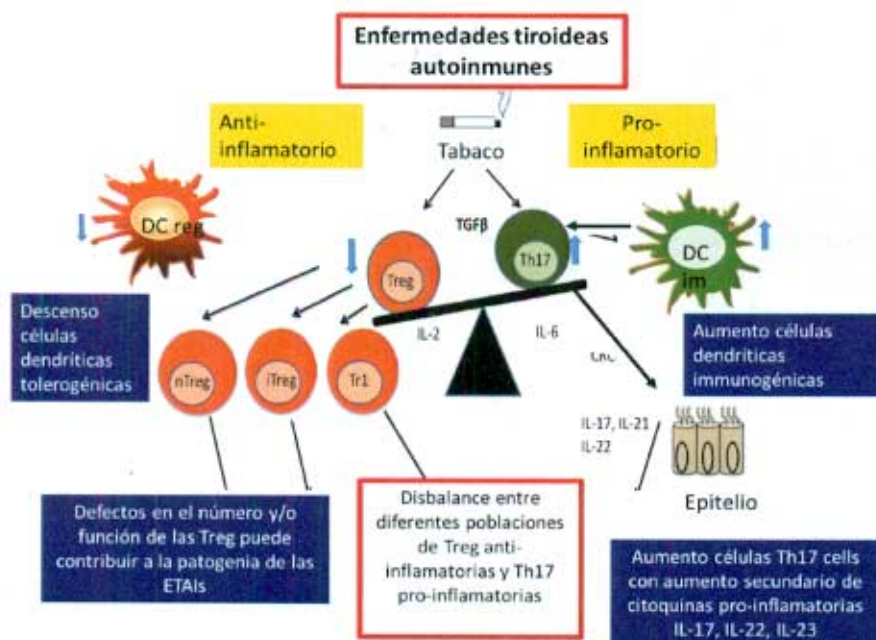 Enfermedades tiroideas
autoinmunes
Anti-
inflamatorio
Tabaco
Pro-
inflamatorio
DC reg
TGFβ
Treg
Th17
DC
im
Descenso
células
dendríticas
tolerogénicas
IL-2
IL-6
Aumento células
dendríticas
immunogénicas
nTreg
iTreg
Tr1
IL-17, IL-21
IL-22
Epitelio
Defectos en el número y/o
función de las Treg puede
contribuir a la patogenia de las
ETAIs
Disbalance entre
diferentes poblaciones
de Treg anti-
inflamatorias y Th17
pro-inflamatorias
Aumento células Th17 cells
con aumento secundario de
citoquinas pro-inflamatorias
IL-17, IL-22, IL-23